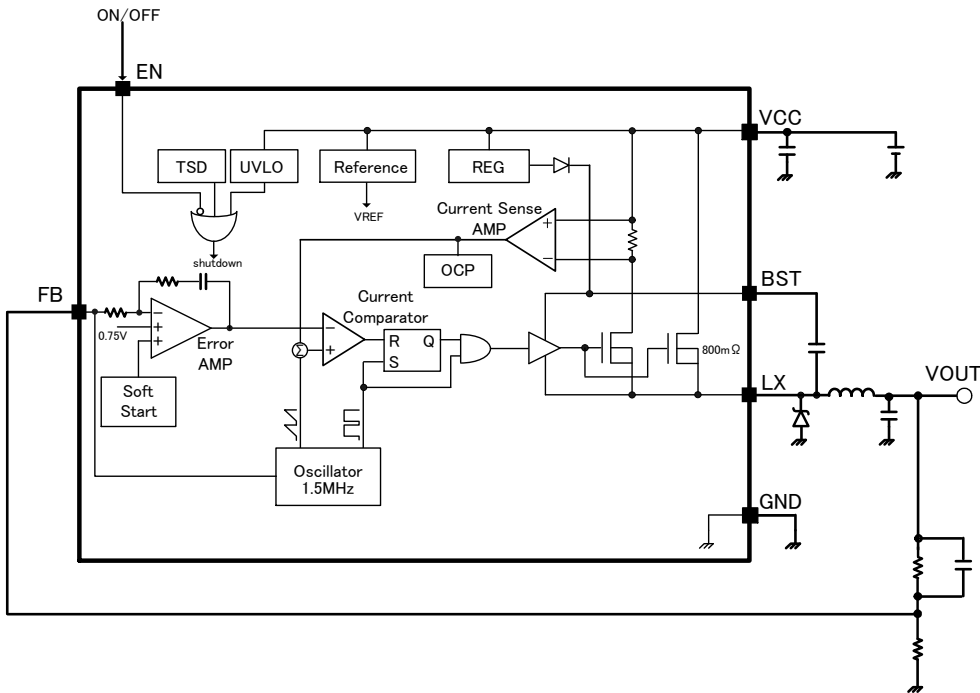 ON/OFF
EN
VCC
TSD
UVLO
Reference
REG
VREF
Current Sense
AMP
+
−
shutdown
OCP
FB
BST
Current
Comparator
−
+
+
0.75V
Error
AMP
−
+
Σ
R
Q
S
800mΩ
Soft
Start
LX
VOUT
Oscillator
1.5MHz
GND